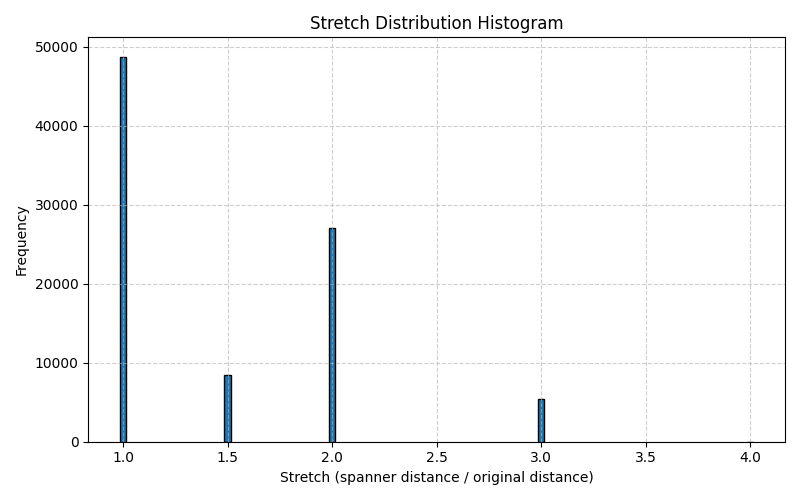 Stretch Distribution Histogram
50000
40000
30000
20000
10000
0
Frequency
1.0 1.5 2.0 2.5 3.0 3.5 4.0
Stretch (spanner distance / original distance)